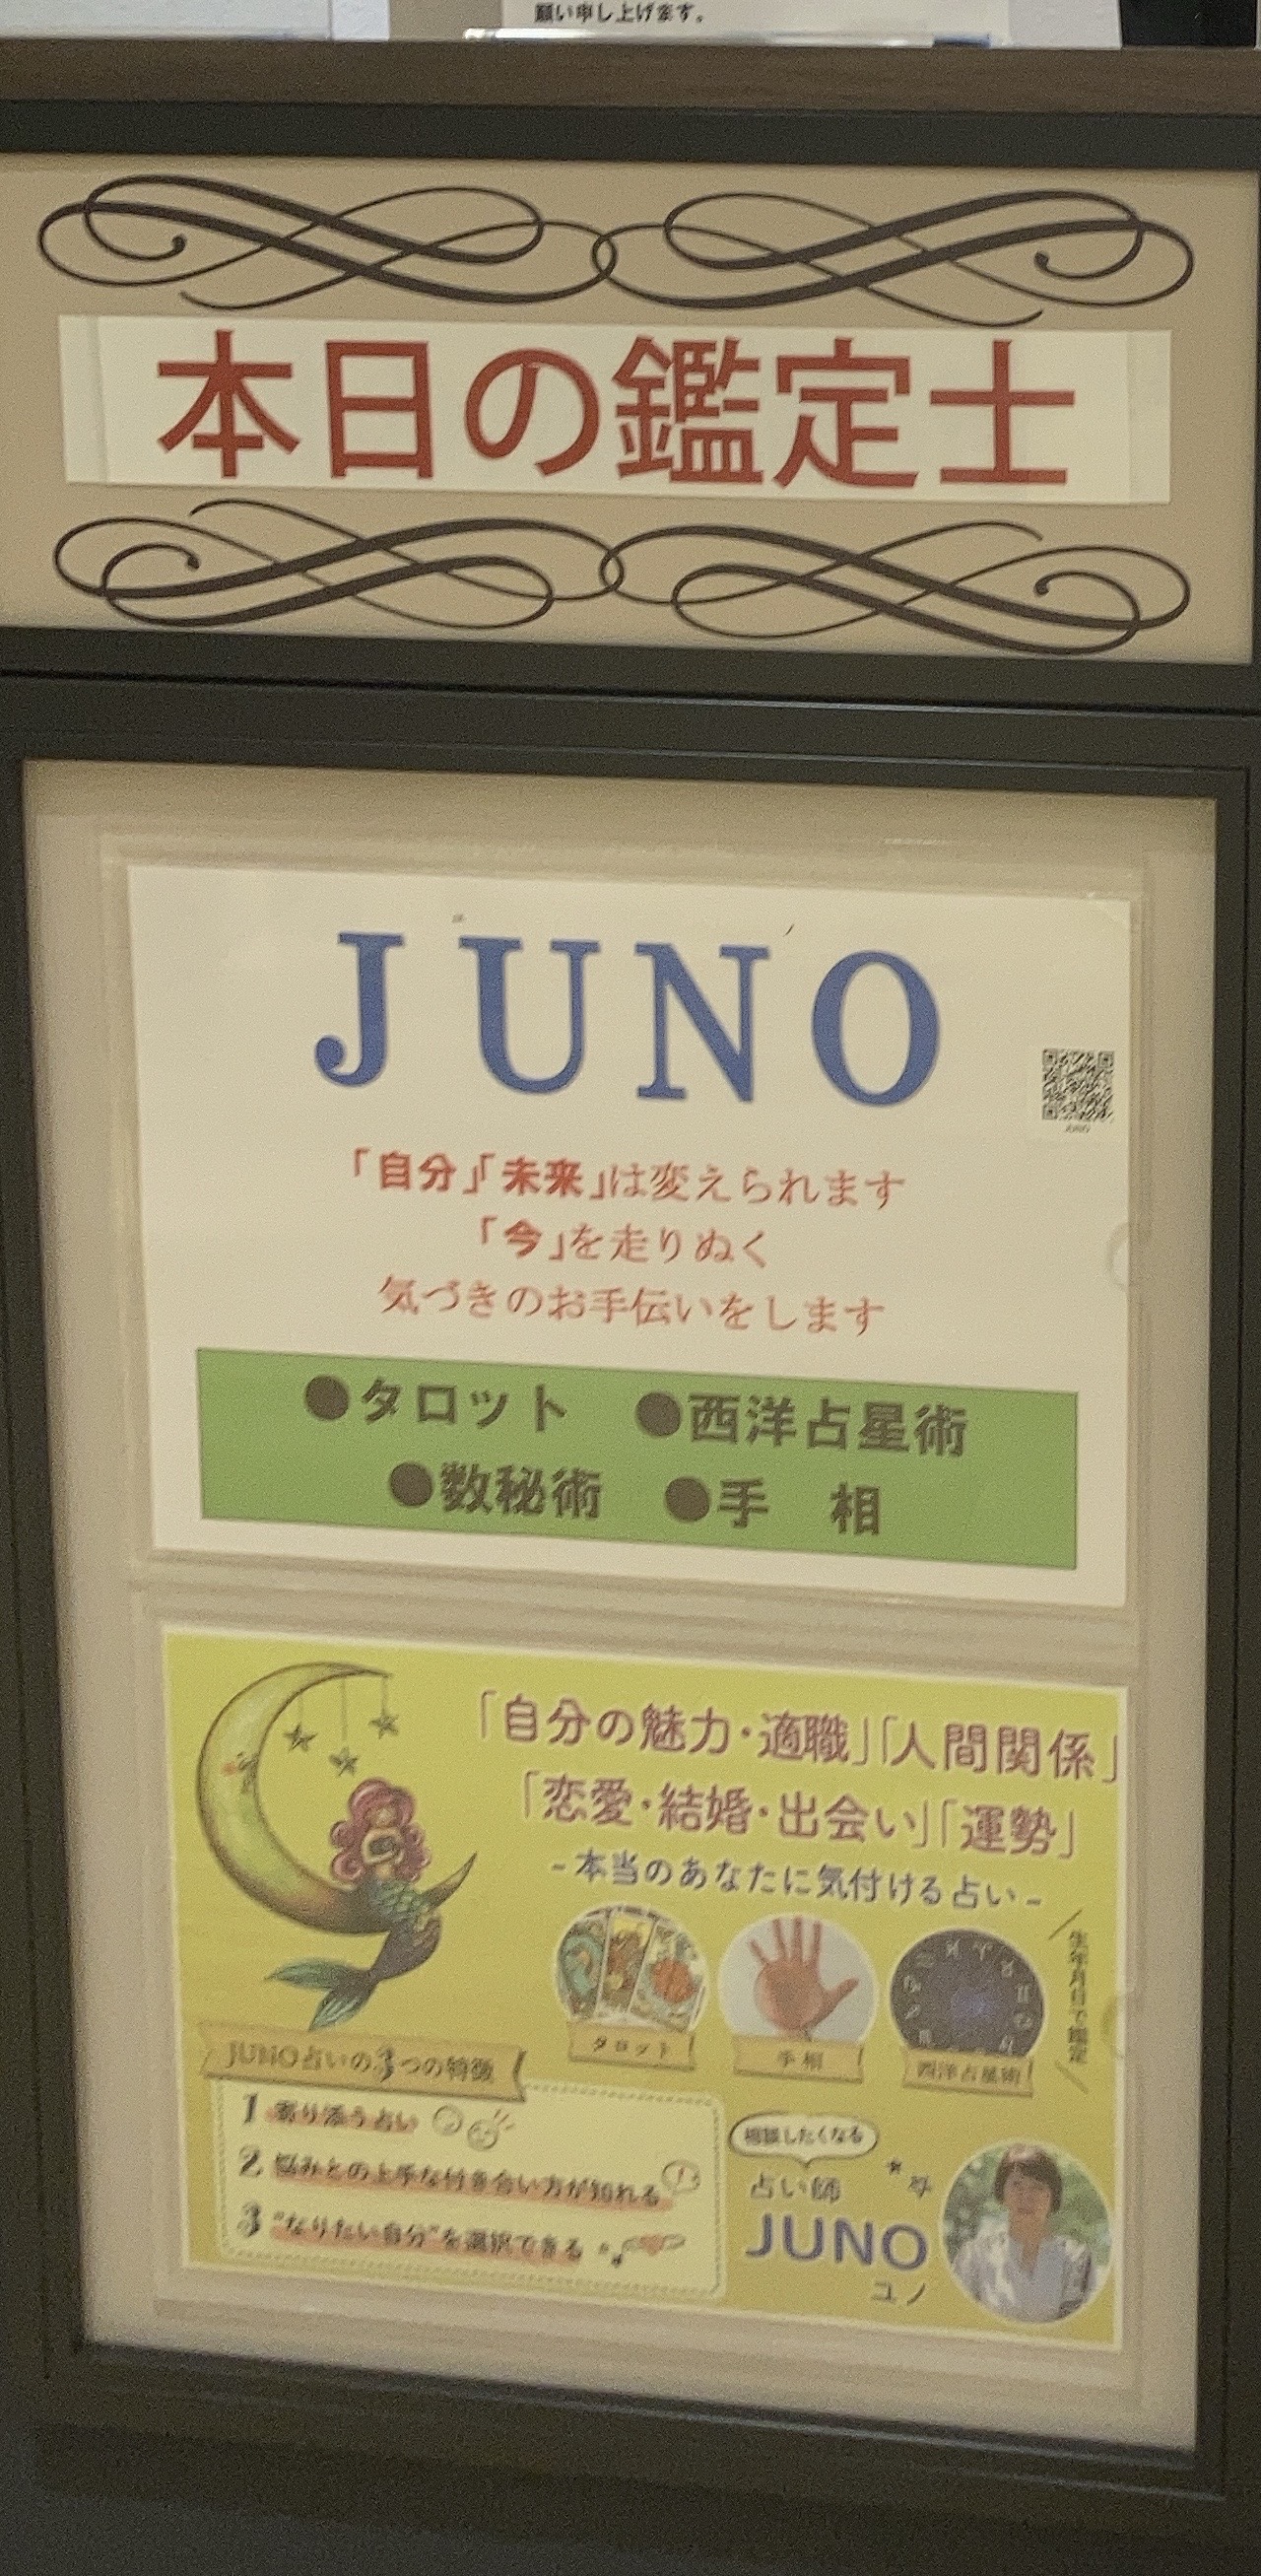 願い申し上げます。
本日の鑑定士
JUNO
「自分」「未来」は変えられます
「今」を走りぬく
気づきのお手伝いをします
●タロット ●西洋占星術
●数秘術 ●手 相
「自分の魅力・適職」「人間関係」
「恋愛・結婚・出会い」「運勢」
-本当のあなたに気付ける占い-
タロット
手相
西洋占星術
生年月日で鑑定
JUNO占いの3つの特徴
1 寄り添う占い
2 悩みとの上手な付き合い方が知れる
3 "なりたい自分"を選択できる
相談したくなる
占い師
JUNO
ユノ